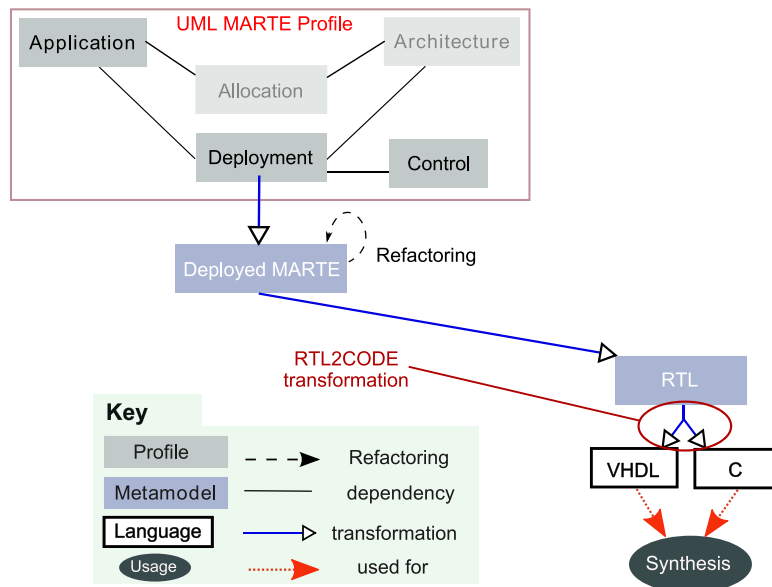 UML MARTE Profile
Application
Architecture
Allocation
Deployment
Control
Deployed MARTE
Refactoring
RTL2CODE
transformation
RTL
VHDL
C
Synthesis
Key
Profile
Refactoring
Metamodel
dependency
Language
transformation
Usage
used for